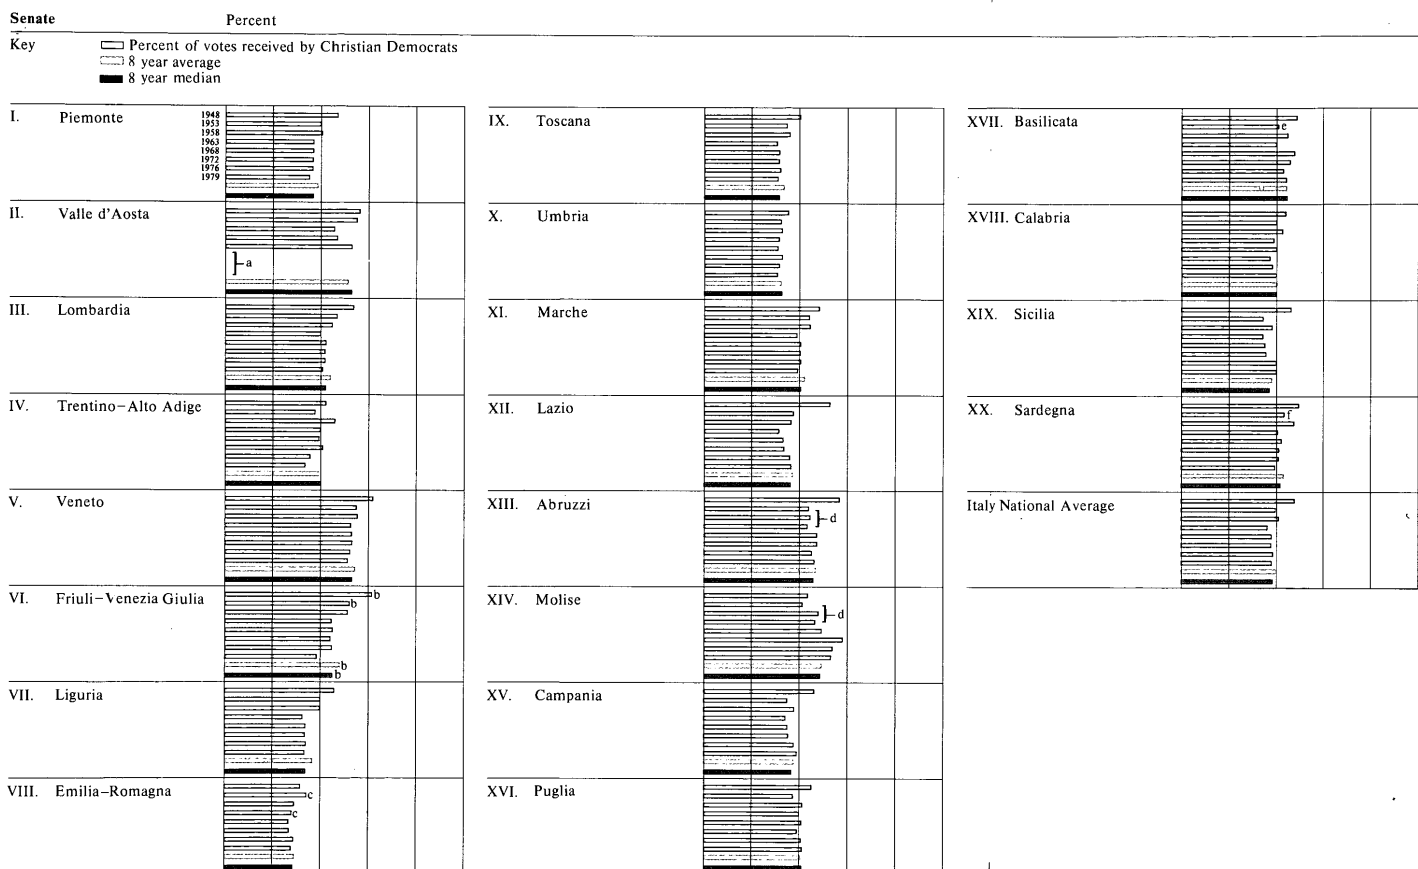 Senate Percent
Key
Percent of votes received by Christian Democrats
8 year average
8 year median
I. Piemonte
1948
1953
1958
1963
1968
1972
1976
1979
II. Valle d'Aosta
a
III. Lombardia
IV. Trentino–Alto Adige
V. Veneto
VI. Friuli–Venezia Giulia
b
b
b
b
VII. Liguria
VIII. Emilia–Romagna
c
c
IX. Toscana
X. Umbria
XI. Marche
XII. Lazio
XIII. Abruzzi
d
XIV. Molise
d
XV. Campania
XVI. Puglia
XVII. Basilicata
e
XVIII. Calabria
XIX. Sicilia
XX. Sardegna
f
Italy National Average